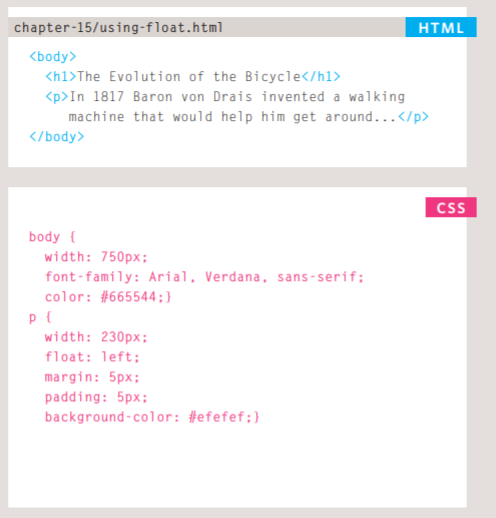 chapter-15/using-float.html HTML
<body>
<h1>The Evolution of the Bicycle</h1>
<p>In 1817 Baron von Drais invented a walking
machine that would help him get around...</p>
</body>
CSS
body {
width: 750px;
font-family: Arial, Verdana, sans-serif;
color: #665544;}
p {
width: 230px;
float: left;
margin: 5px;
padding: 5px;
background-color: #efefef;}